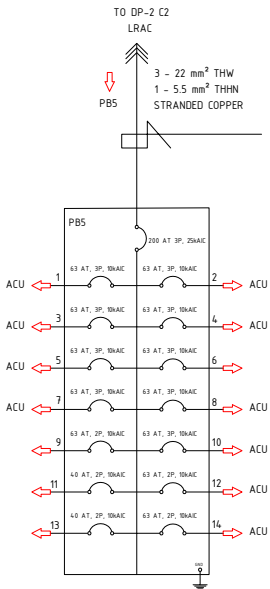 TO DP-2 C2
LRAC
3 - 22 mm² THW
1 - 5.5 mm² THHN
STRANDED COPPER
PB5
PB5
200 AT 3P, 25kAIC
63 AT, 3P, 10kAIC 63 AT, 3P, 10kAIC
ACU 1 2 ACU
63 AT, 3P, 10kAIC 63 AT, 3P, 10kAIC
ACU 3 4 ACU
63 AT, 3P, 10kAIC 63 AT, 3P, 10kAIC
ACU 5 6
63 AT, 3P, 10kAIC 63 AT, 3P, 10kAIC
ACU 7 8 ACU
63 AT, 2P, 10kAIC 63 AT, 3P, 10kAIC
9 10 ACU
40 AT, 2P, 10kAIC 63 AT, 2P, 10kAIC
11 12 ACU
40 AT, 2P, 10kAIC 63 AT, 2P, 10kAIC
13 14 ACU